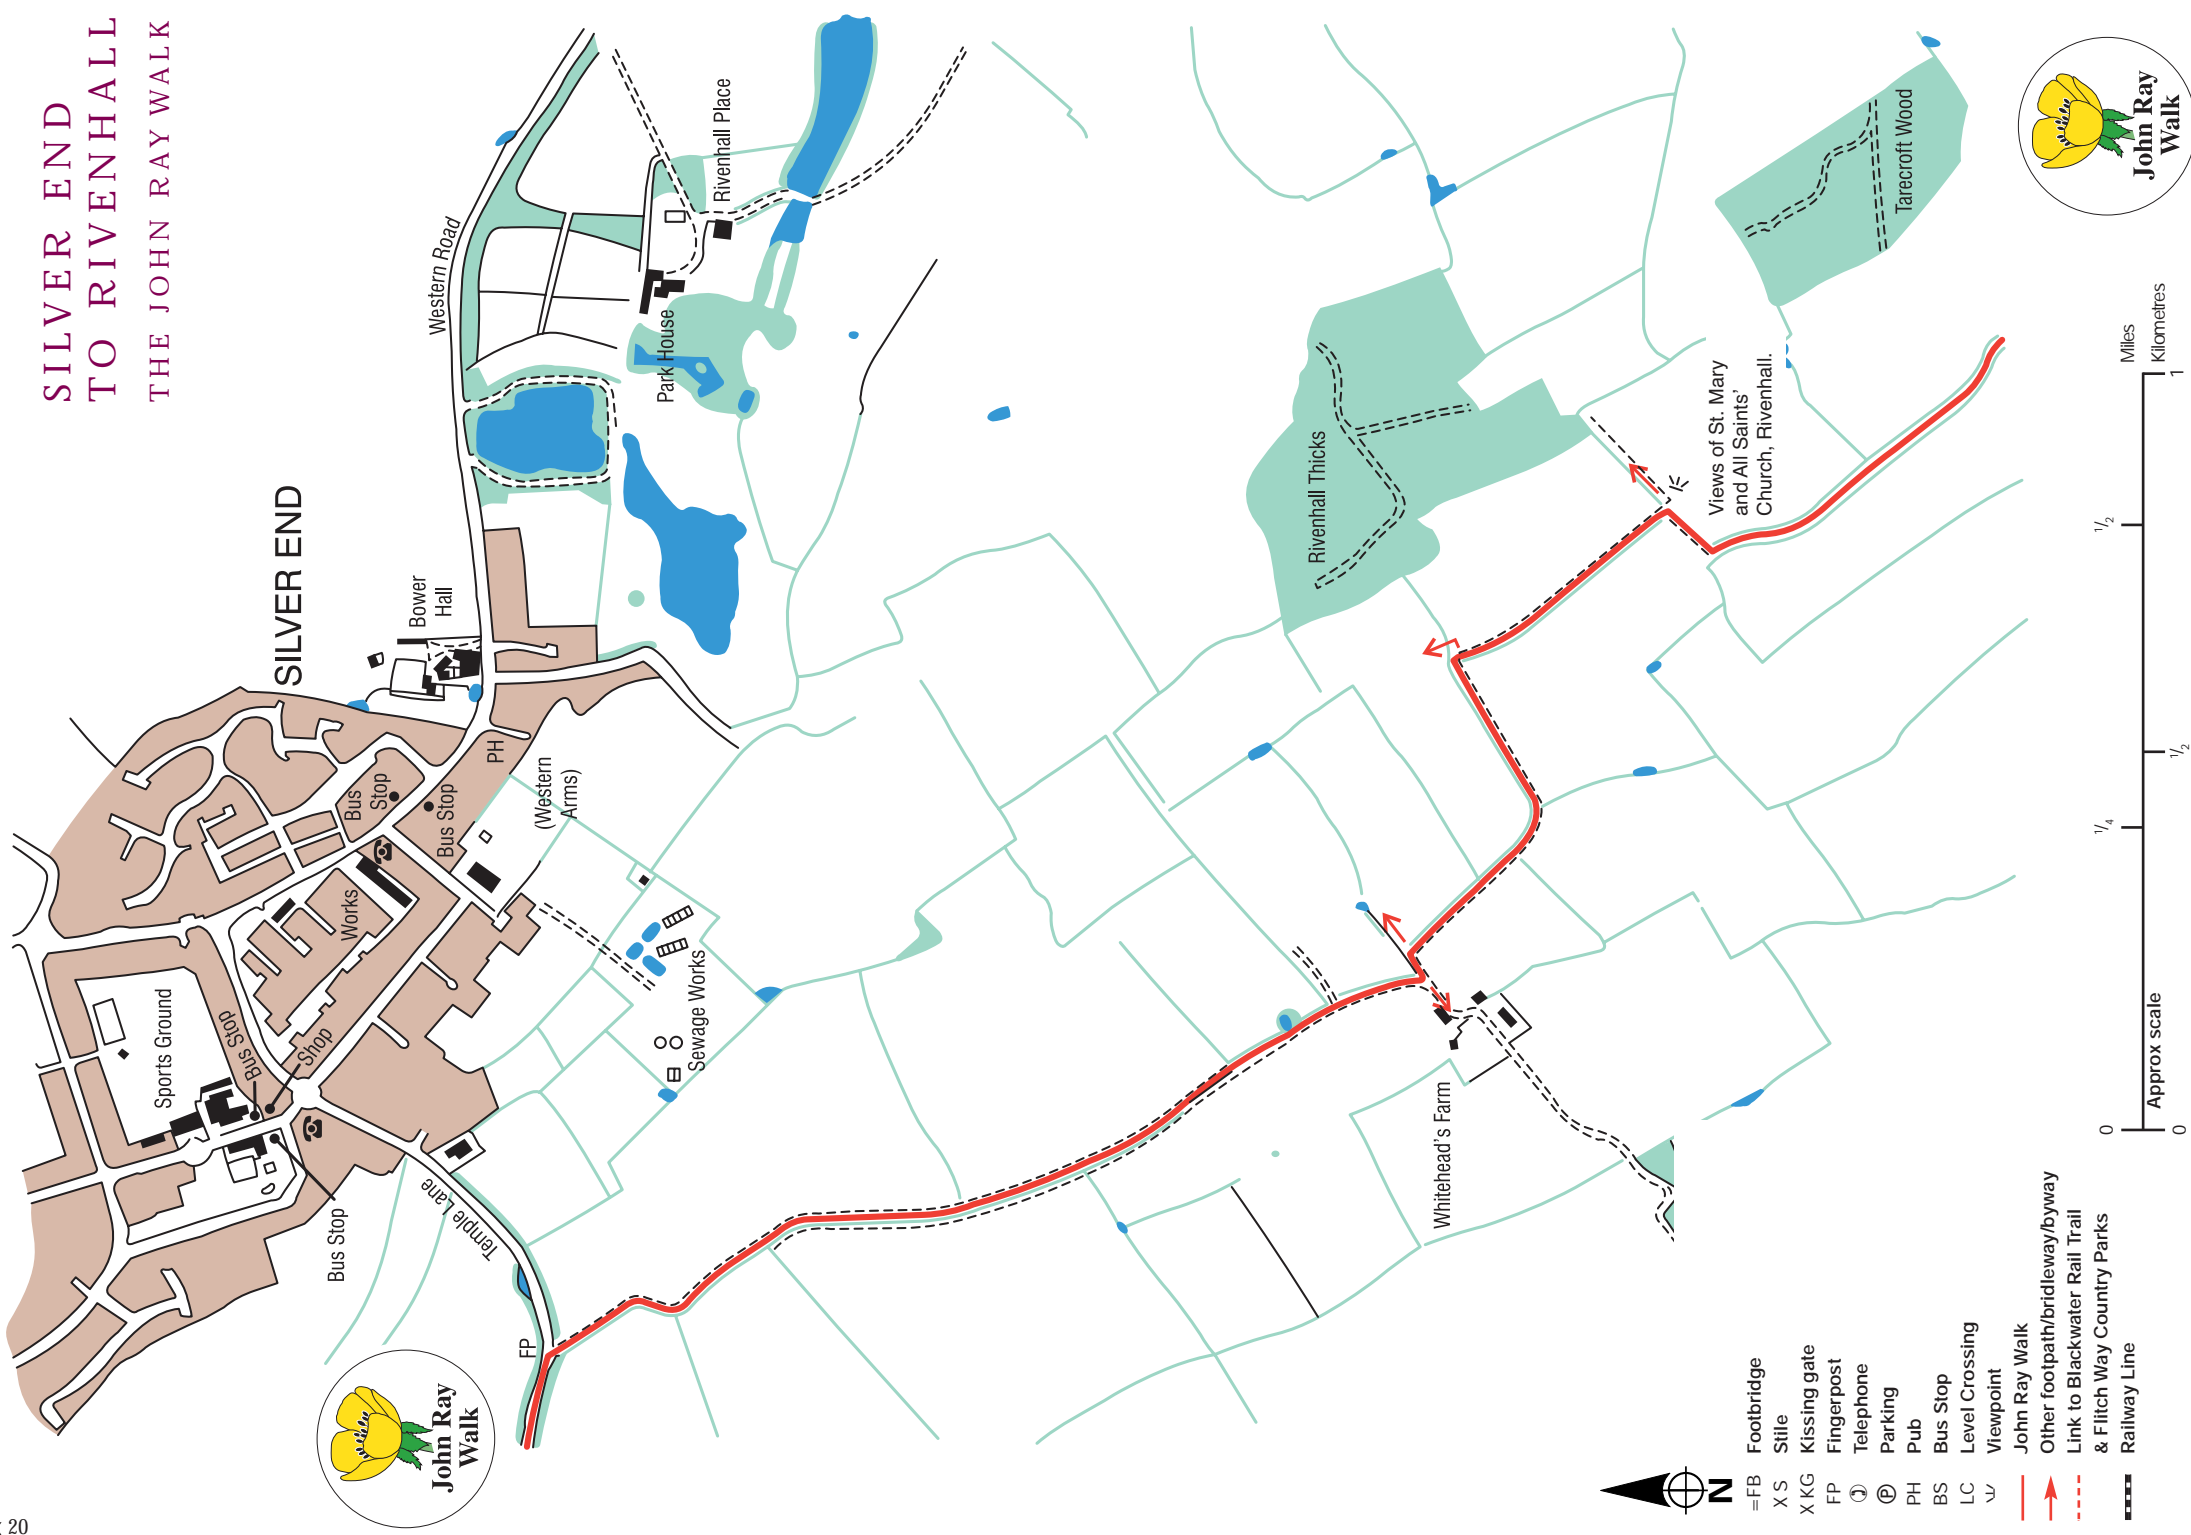 SILVER END
TO RIVENHALL
THE JOHN RAY WALK
SILVER END
Western Road
Rivenhall Place
Park House
Bower
Hall
PH
(Western
Arms)
Bus
Stop
Bus Stop
Works
Sports Ground
Bus Stop
Shop
Bus Stop
Temple Lane
FP
Sewage Works
Rivenhall Thicks
Tarecroft Wood
Views of St. Mary
and All Saints'
Church, Rivenhall.
Whitehead's Farm
John Ray
Walk
John Ray
Walk
N
=FB Footbridge
X S Stile
X KG Kissing gate
FP Fingerpost
Telephone
P Parking
PH Pub
BS Bus Stop
LC Level Crossing
Viewpoint
John Ray Walk
Other footpath/bridleway/byway
Link to Blackwater Rail Trail
& Flitch Way Country Parks
Railway Line
0 1/4 1/2 Miles
Approx scale
0 1/2 1 Kilometres
20